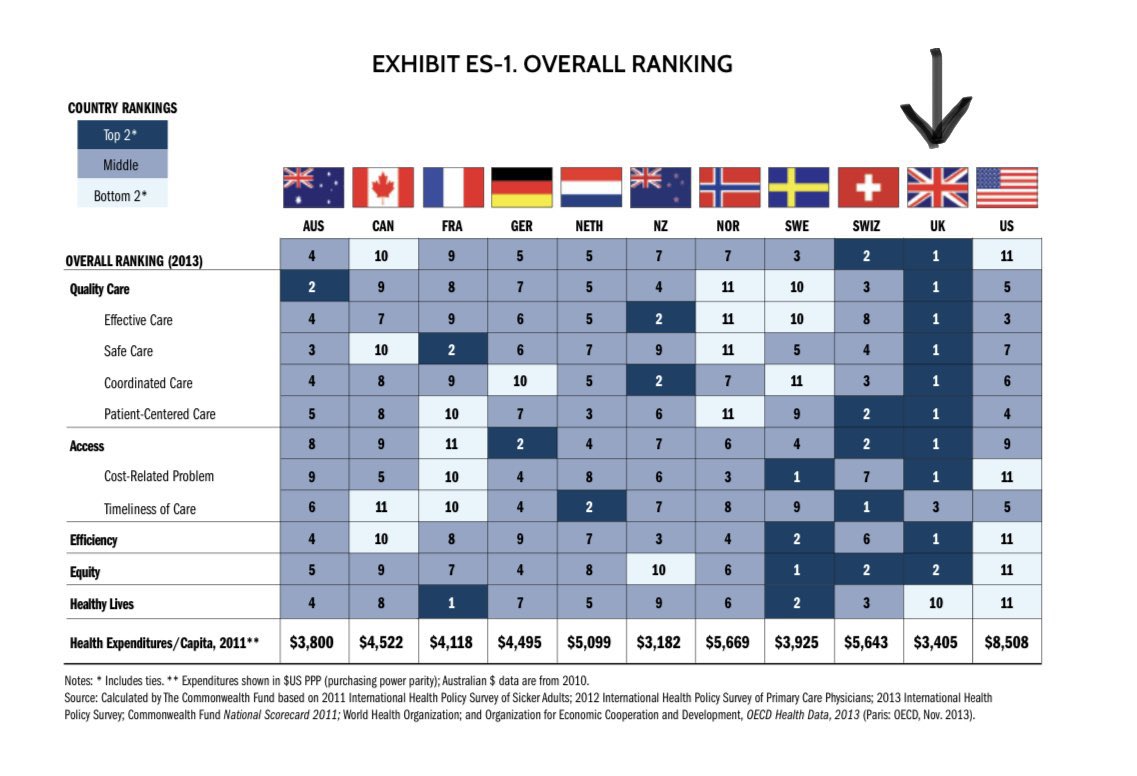 EXHIBIT ES-1. OVERALL RANKING
COUNTRY RANKINGS
Top 2*
Middle
Bottom 2*
AUS CAN FRA GER NETH NZ NOR SWE SWIZ UK US
OVERALL RANKING (2013) 4 10 9 5 5 7 7 3 2 1 11
Quality Care 2 9 8 7 5 4 11 10 3 1 5
Effective Care 4 7 9 6 5 2 11 10 8 1 3
Safe Care 3 10 2 6 7 9 11 5 4 1 7
Coordinated Care 4 8 9 10 5 2 7 11 3 1 6
Patient-Centered Care 5 8 10 7 3 6 11 9 2 1 4
Access 8 9 11 2 4 7 6 4 2 1 9
Cost-Related Problem 9 5 10 4 8 6 3 1 7 1 11
Timeliness of Care 6 11 10 4 2 7 8 9 1 3 5
Efficiency 4 10 8 9 7 3 4 2 6 1 11
Equity 5 9 7 4 8 10 6 1 2 2 11
Healthy Lives 4 8 1 7 5 9 6 2 3 10 11
Health Expenditures/Capita, 2011** $3,800 $4,522 $4,118 $4,495 $5,099 $3,182 $5,669 $3,925 $5,643 $3,405 $8,508
Notes: * Includes ties. ** Expenditures shown in $US PPP (purchasing power parity); Australian $ data are from 2010.
Source: Calculated by The Commonwealth Fund based on 2011 International Health Policy Survey of Sicker Adults; 2012 International Health Policy Survey of Primary Care Physicians; 2013 International Health
Policy Survey; Commonwealth Fund National Scorecard 2011; World Health Organization; and Organization for Economic Cooperation and Development, OECD Health Data, 2013 (Paris: OECD, Nov. 2013).